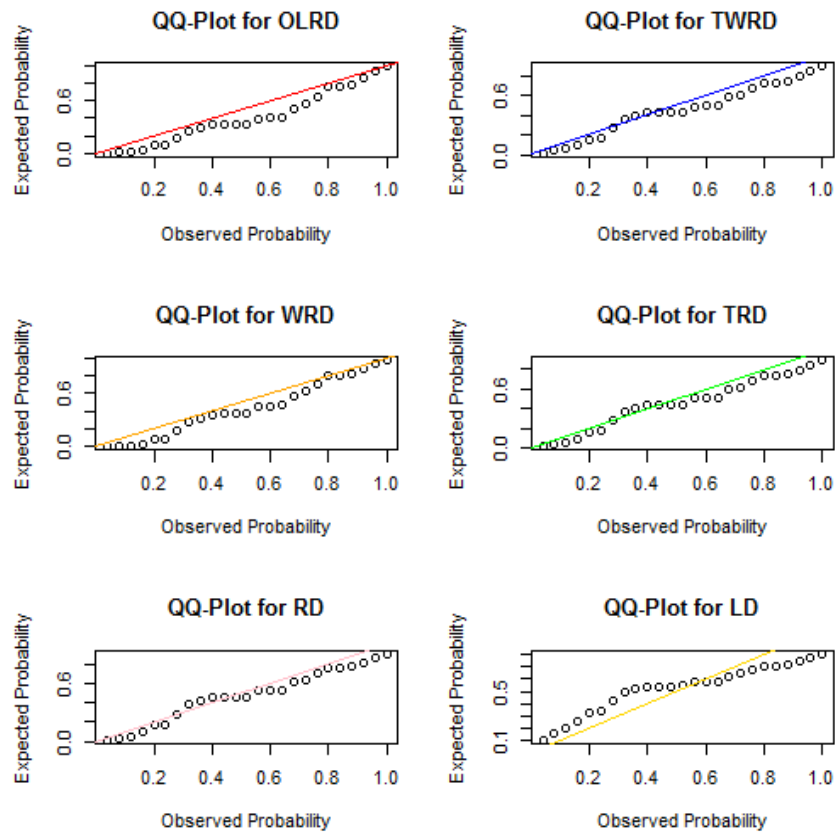 QQ-Plot for OLRD
Expected Probability
0.0 0.6
0.2 0.4 0.6 0.8 1.0
Observed Probability
QQ-Plot for TWRD
Expected Probability
0.0 0.6
0.2 0.4 0.6 0.8 1.0
Observed Probability
QQ-Plot for WRD
Expected Probability
0.0 0.6
0.2 0.4 0.6 0.8 1.0
Observed Probability
QQ-Plot for TRD
Expected Probability
0.0 0.6
0.2 0.4 0.6 0.8 1.0
Observed Probability
QQ-Plot for RD
Expected Probability
0.0 0.6
0.2 0.4 0.6 0.8 1.0
Observed Probability
QQ-Plot for LD
Expected Probability
0.1 0.5
0.2 0.4 0.6 0.8 1.0
Observed Probability